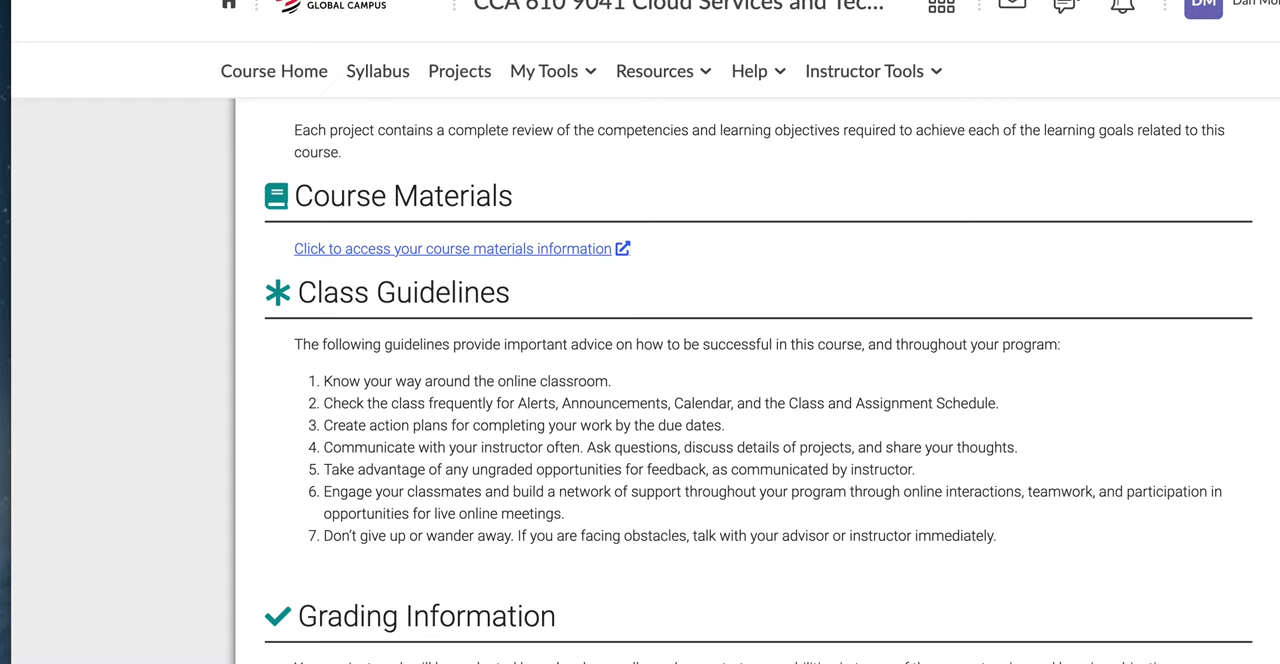 GLOBAL CAMPUS
CCA 610 9041 Cloud Services and Tec...
DM
Course Home Syllabus Projects My Tools Resources Help Instructor Tools
Each project contains a complete review of the competencies and learning objectives required to achieve each of the learning goals related to this
course.
Course Materials
Click to access your course materials information
Class Guidelines
The following guidelines provide important advice on how to be successful in this course, and throughout your program:
1. Know your way around the online classroom.
2. Check the class frequently for Alerts, Announcements, Calendar, and the Class and Assignment Schedule.
3. Create action plans for completing your work by the due dates.
4. Communicate with your instructor often. Ask questions, discuss details of projects, and share your thoughts.
5. Take advantage of any ungraded opportunities for feedback, as communicated by instructor.
6. Engage your classmates and build a network of support throughout your program through online interactions, teamwork, and participation in
opportunities for live online meetings.
7. Don't give up or wander away. If you are facing obstacles, talk with your advisor or instructor immediately.
Grading Information